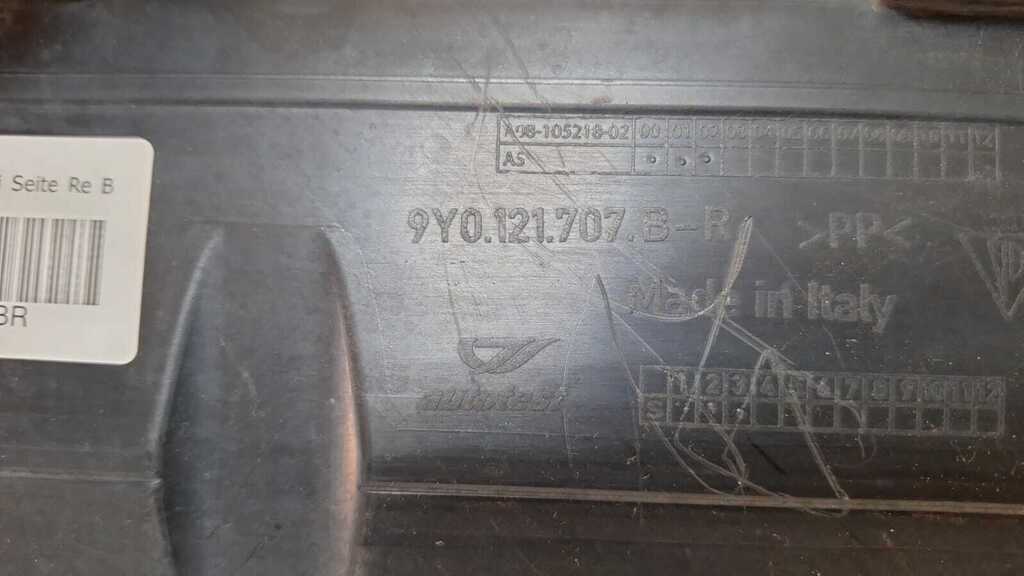 A98-105218-02 00 01 02 03 04 05 06 07 08 09 10 11 12
AS
Seite Re B
9Y0.121.707.B-R >PP<
Made in Italy
BR
autotest
1 2 3 4 5 6 7 8 9 10 11 12
S